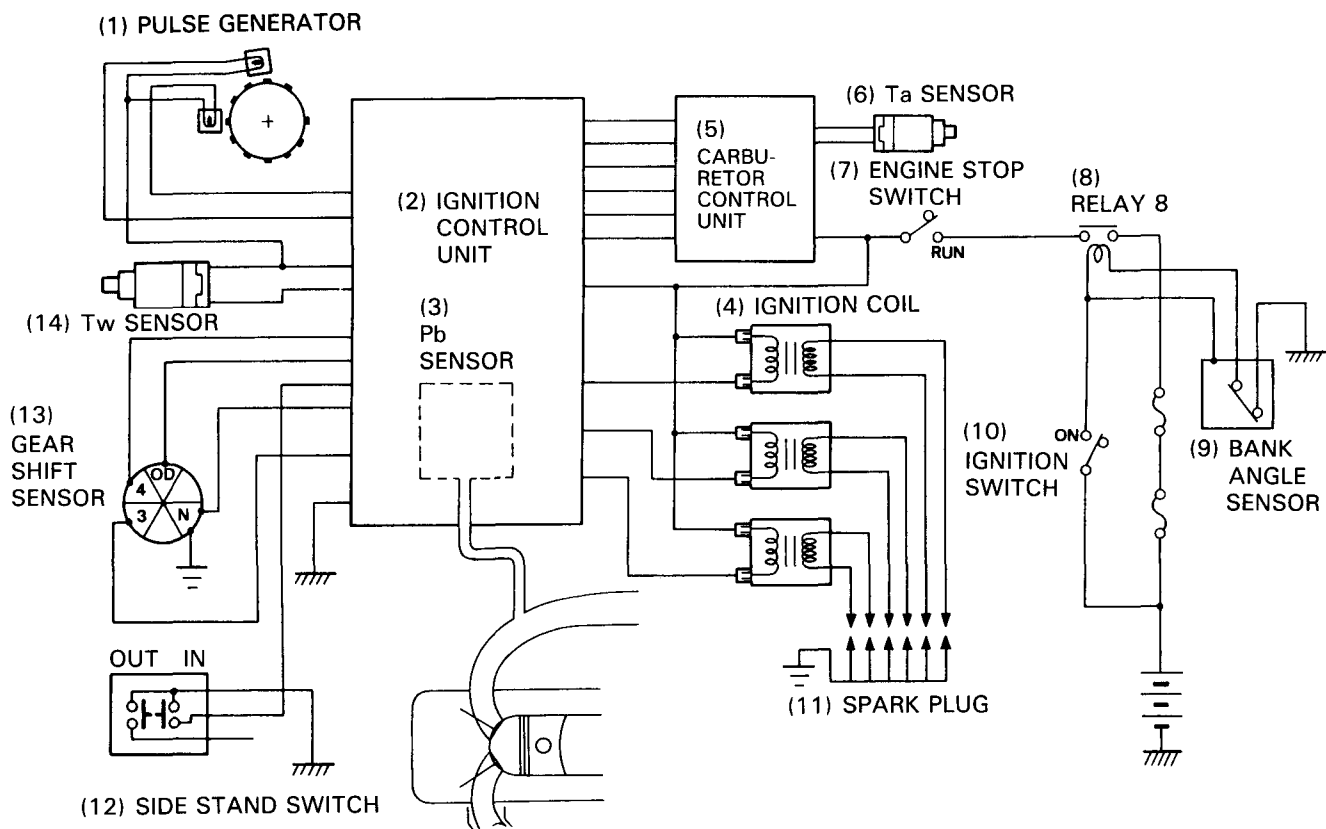 (1) PULSE GENERATOR
(2) IGNITION
CONTROL
UNIT
(3)
Pb
SENSOR
(4) IGNITION COIL
(5)
CARBU-
RETOR
CONTROL
UNIT
(6) Ta SENSOR
(7) ENGINE STOP
SWITCH
RUN
(8)
RELAY 8
(9) BANK
ANGLE
SENSOR
(10)
IGNITION
SWITCH
ON
(11) SPARK PLUG
OUT IN
(12) SIDE STAND SWITCH
(13)
GEAR
SHIFT
SENSOR
OD
4
3
N
(14) Tw SENSOR